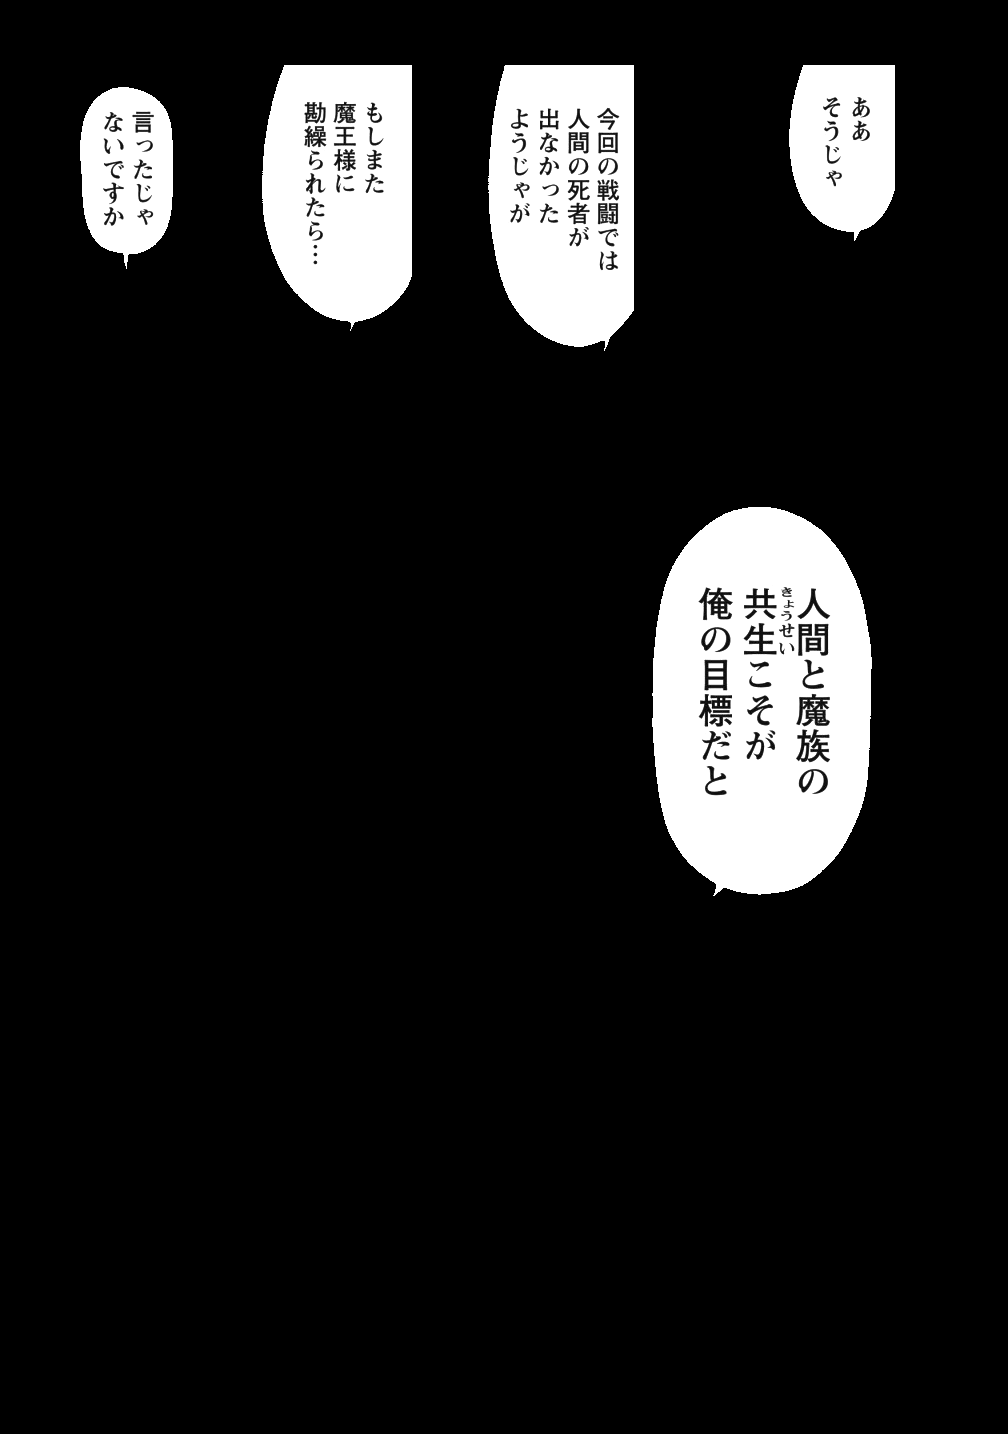 ああ
そうじゃ
今回の戦闘では
人間の死者が
出なかった
ようじゃが
もしまた
魔王様に
勘繰られたら…
言ったじゃ
ないですか
人間と魔族の
共生こそが
きょうせい
俺の目標だと